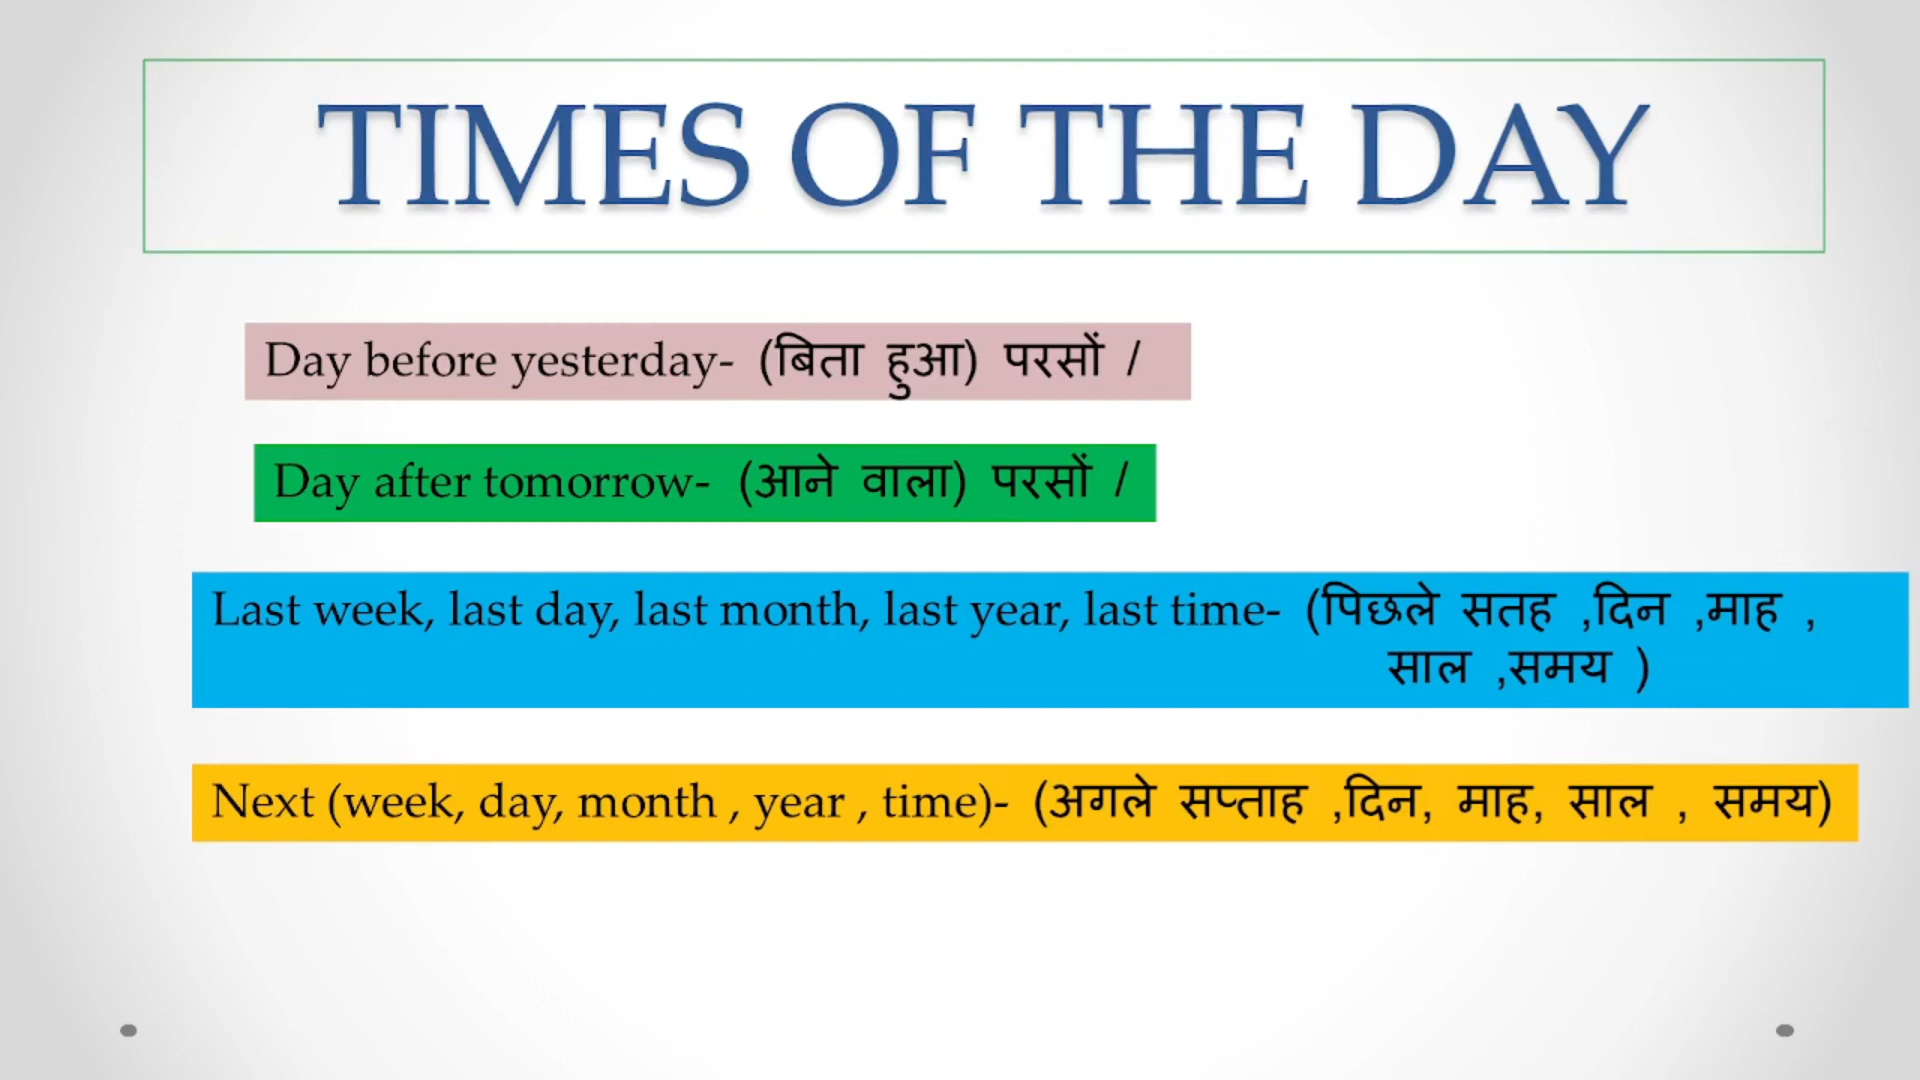 TIMES OF THE DAY
Day before yesterday- (बिता हुआ) परसों /
Day after tomorrow- (आने वाला) परसों /
Last week, last day, last month, last year, last time- (पिछले सतह ,दिन ,माह ,
साल ,समय )
Next (week, day, month , year , time)- (अगले सप्ताह ,दिन, माह, साल , समय)